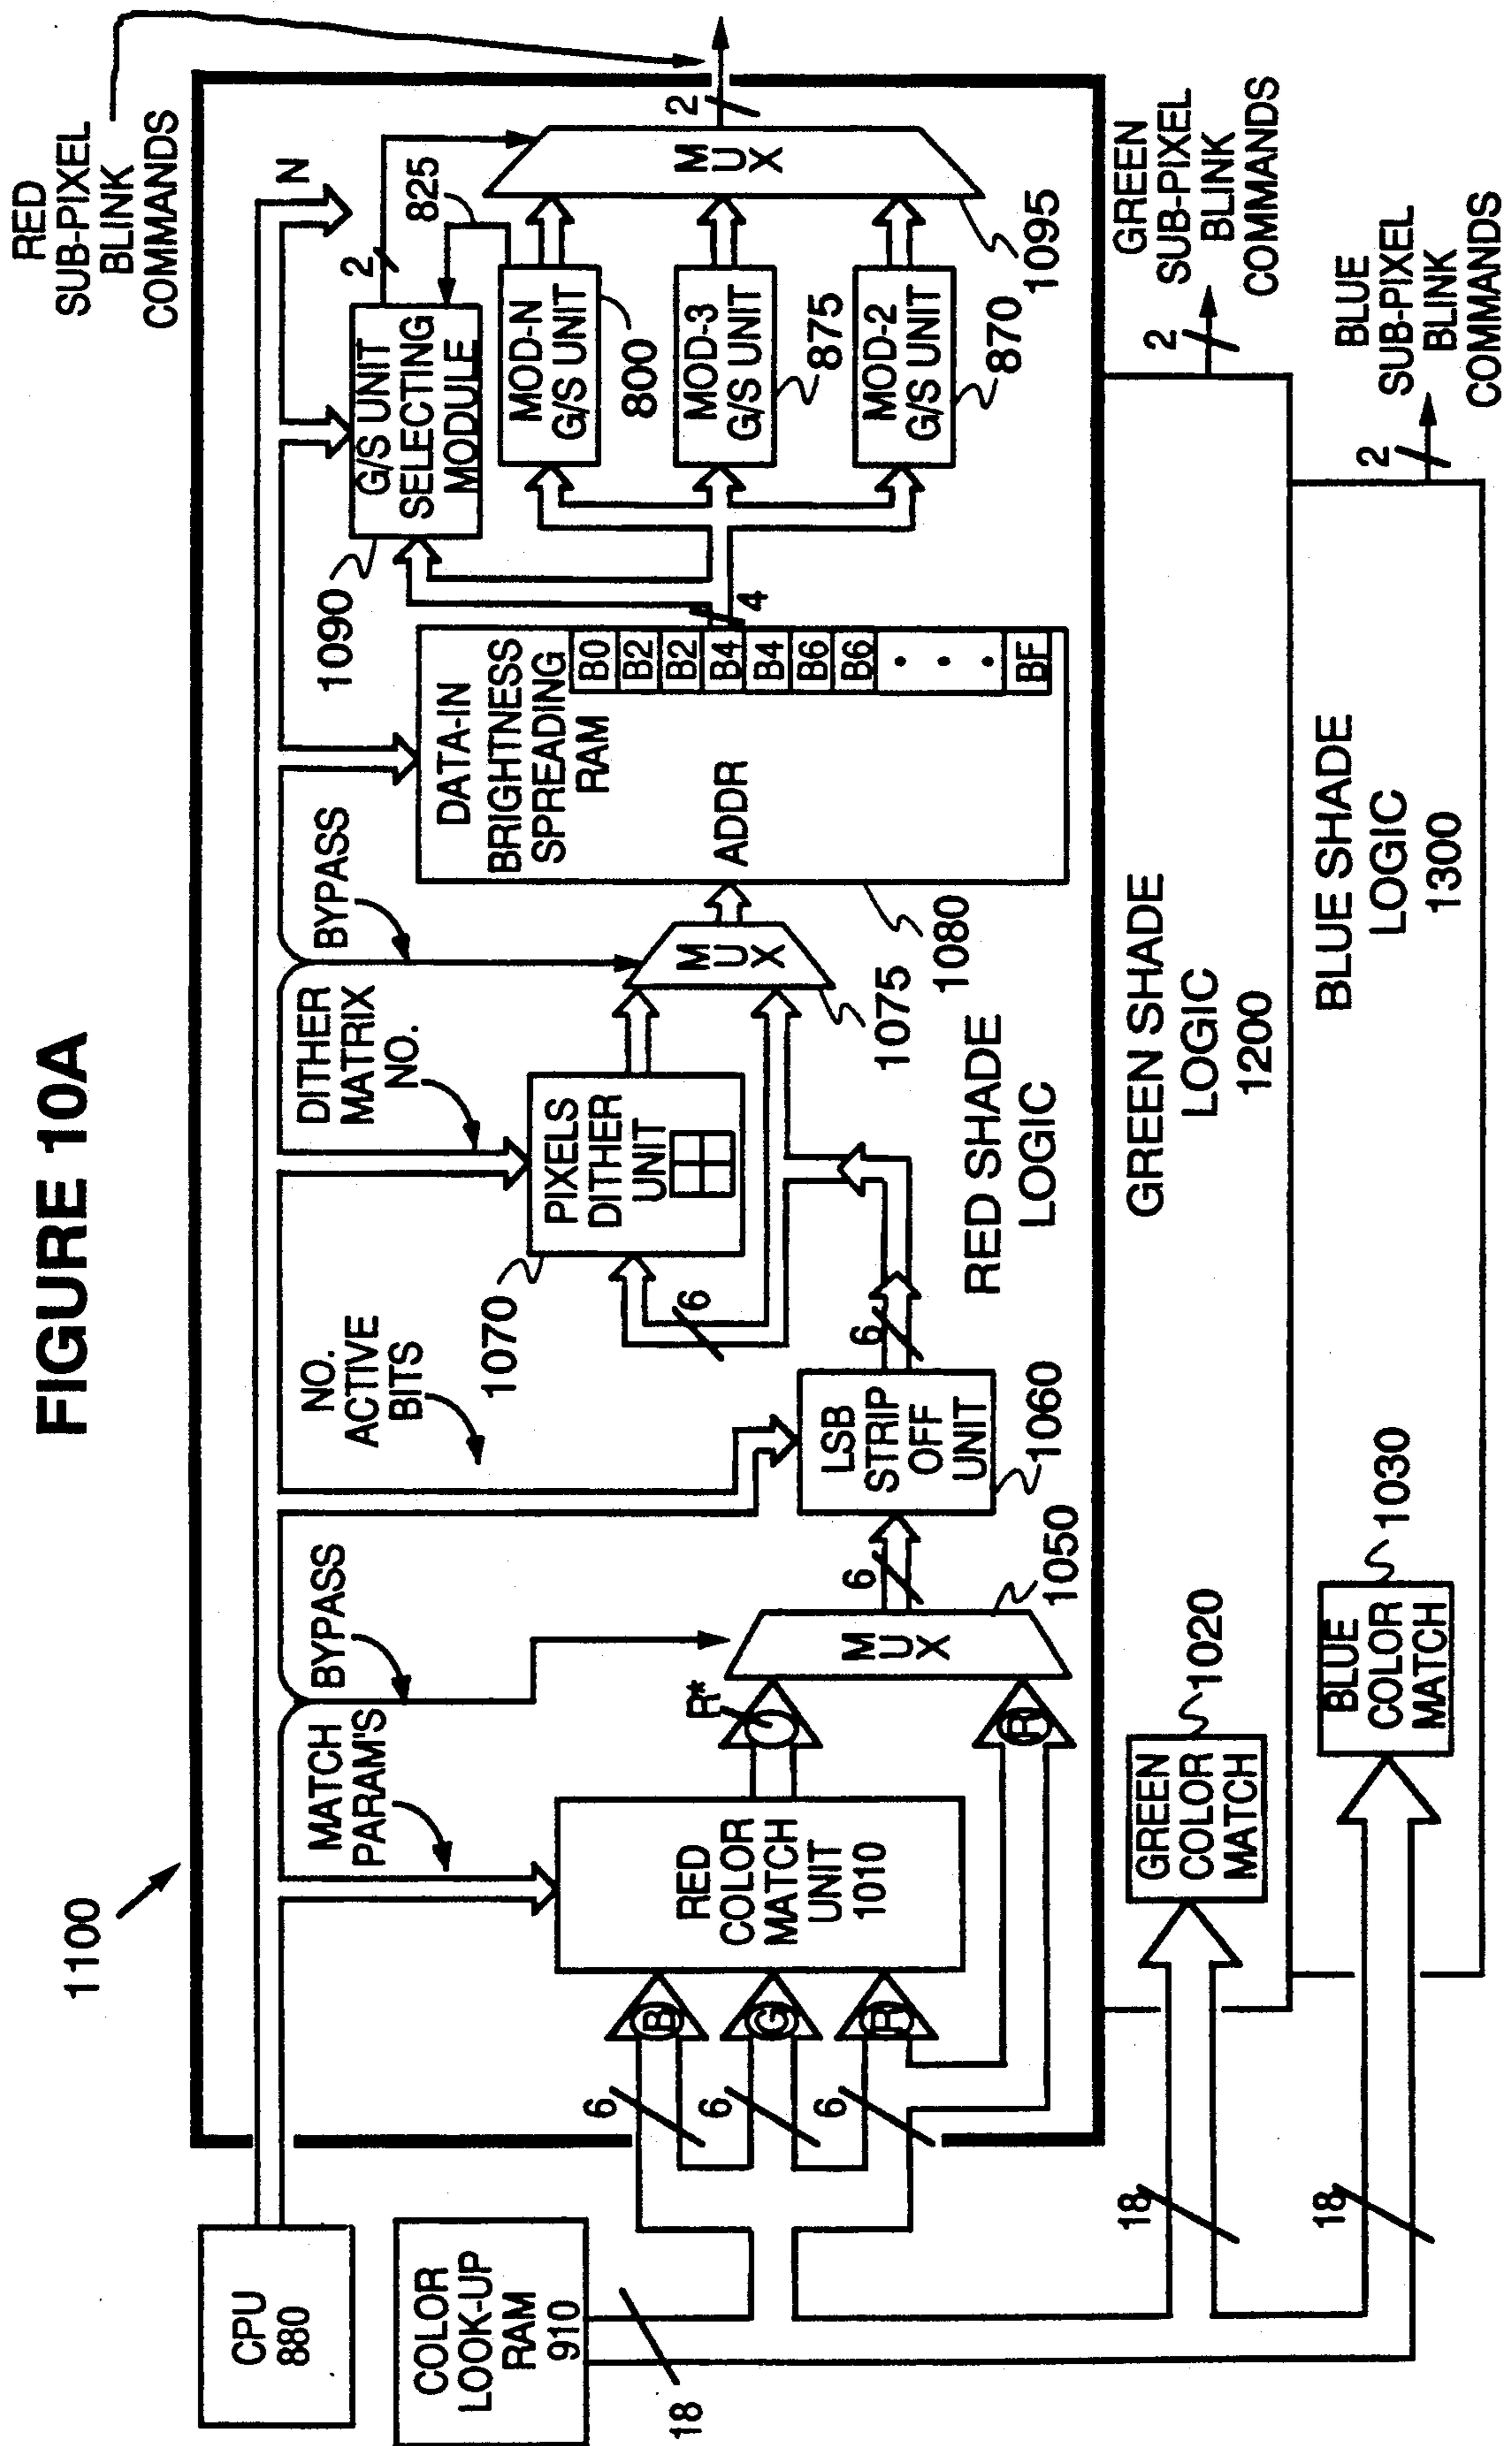 FIGURE 10A
1100
CPU
880
COLOR
LOOK-UP
RAM
910
18
18
18
6
6
6
B
G
R
RED
COLOR
MATCH
UNIT
1010
MATCH
PARAM'S
BYPASS
R*
R
MUX
1050
6
NO.
ACTIVE
BITS
LSB
STRIP
OFF
UNIT
1060
6
6
1070
PIXELS
DITHER
UNIT
DITHER
MATRIX
NO.
BYPASS
MUX
1075
RED SHADE
LOGIC
DATA-IN
BRIGHTNESS
SPREADING
RAM
ADDR
1080
B0
B2
B2
B4
B4
B6
B6
BF
4
1090
G/S UNIT
SELECTING
MODULE
2
N
825
MOD-N
G/S UNIT
800
MOD-3
G/S UNIT
875
MOD-2
G/S UNIT
870
MUX
1095
2
RED
SUB-PIXEL
BLINK
COMMANDS
GREEN
COLOR
MATCH
1020
GREEN SHADE
LOGIC
1200
2
GREEN
SUB-PIXEL
BLINK
COMMANDS
BLUE
COLOR
MATCH
1030
BLUE SHADE
LOGIC
1300
2
BLUE
SUB-PIXEL
BLINK
COMMANDS